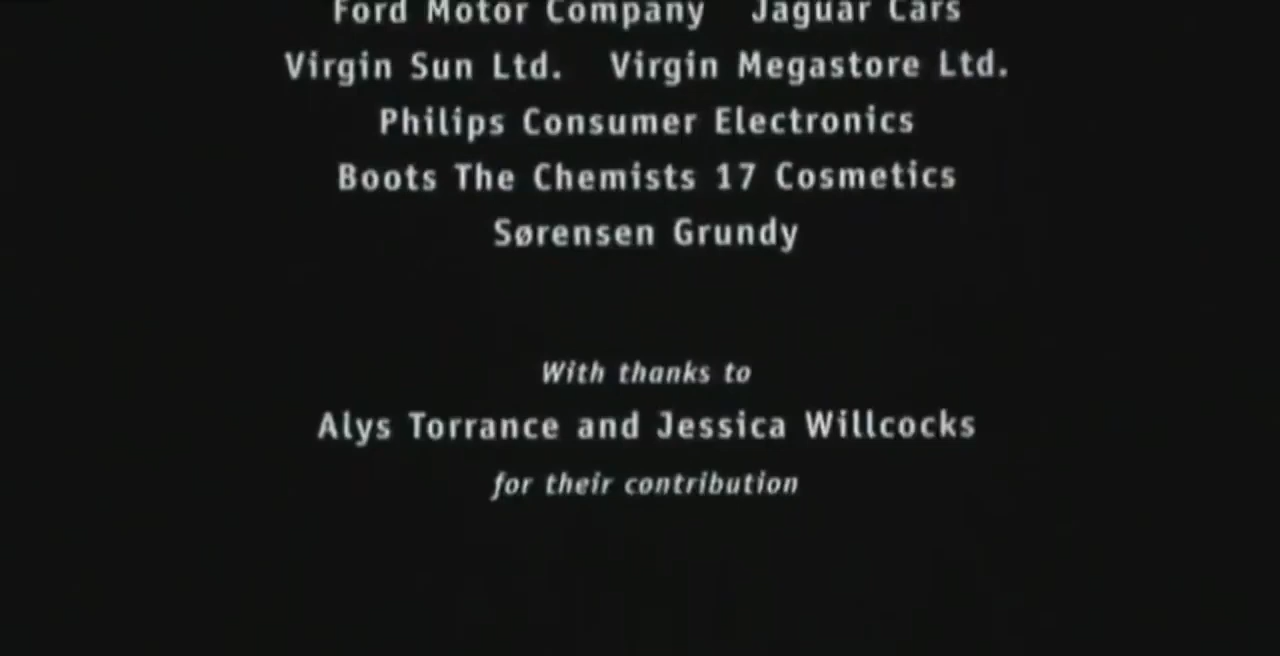 Ford Motor Company Jaguar Cars
Virgin Sun Ltd. Virgin Megastore Ltd.
Philips Consumer Electronics
Boots The Chemists 17 Cosmetics
Sørensen Grundy
With thanks to
Alys Torrance and Jessica Willcocks
for their contribution